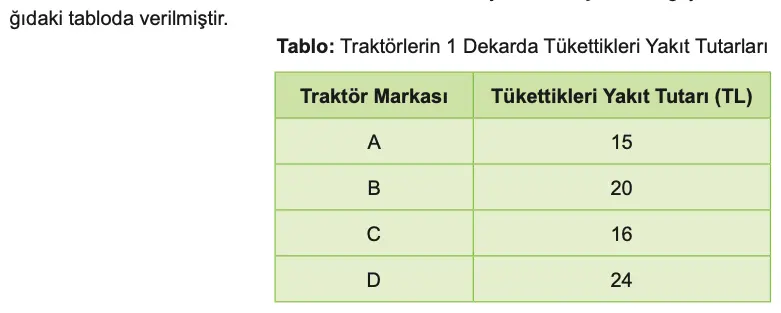 ğıdaki tabloda verilmiştir.
Tablo: Traktörlerin 1 Dekarda Tükettikleri Yakıt Tutarları
Traktör Markası Tükettikleri Yakıt Tutarı (TL)
A 15
B 20
C 16
D 24